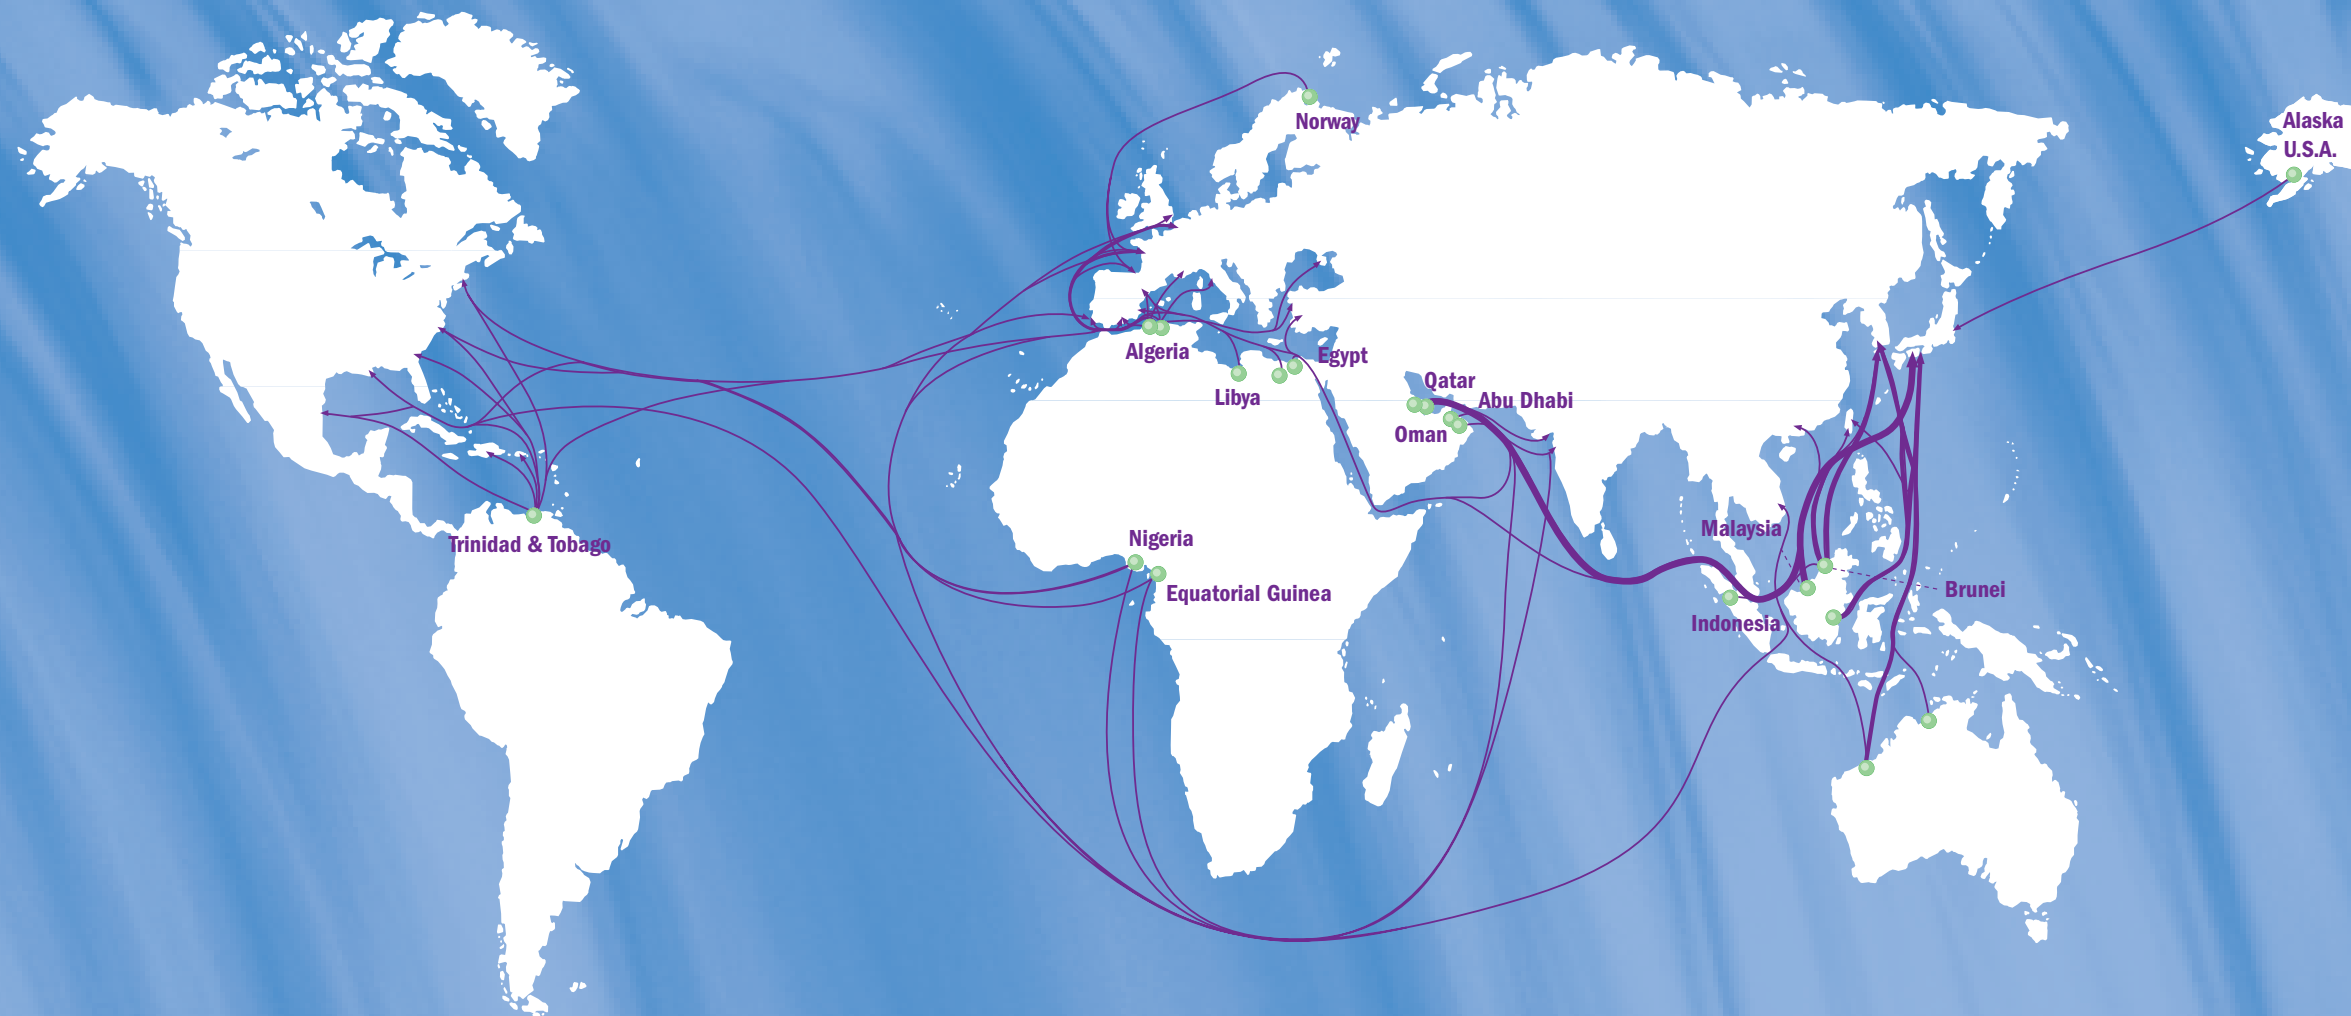 Norway
Alaska
U.S.A.
Algeria
Egypt
Libya
Qatar
Abu Dhabi
Oman
Trinidad & Tobago
Nigeria
Equatorial Guinea
Malaysia
Brunei
Indonesia